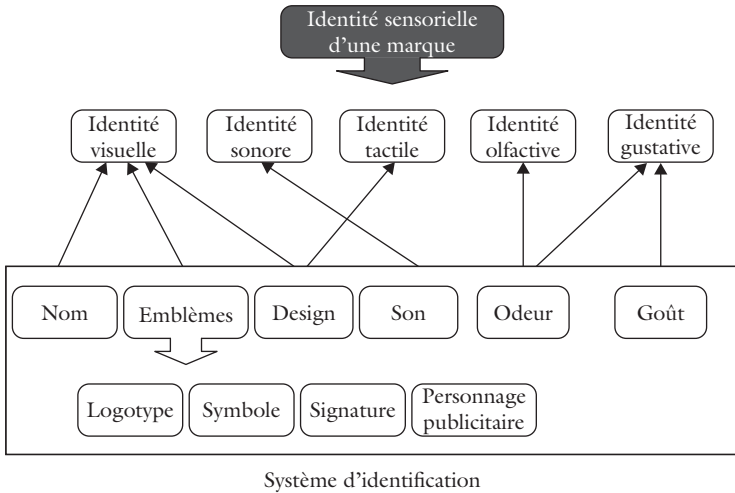 Identité sensorielle
d’une marque
Identité
visuelle
Identité
sonore
Identité
tactile
Identité
olfactive
Identité
gustative
Nom
Emblèmes
Design
Son
Odeur
Goût
Logotype
Symbole
Signature
Personnage
publicitaire
Système d’identification